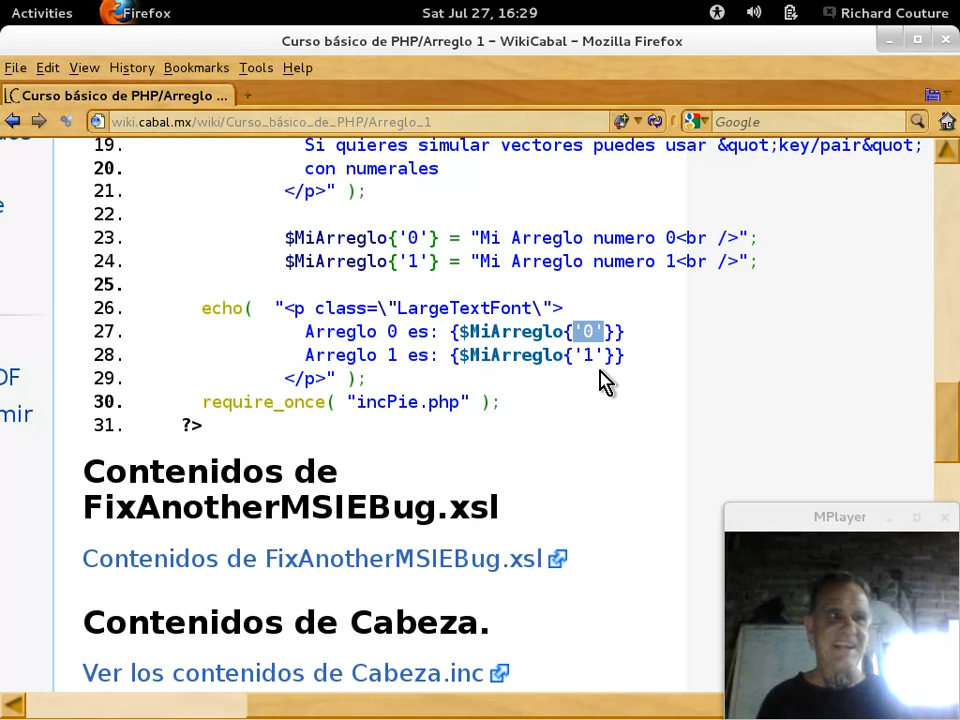 Activities Firefox Sat Jul 27, 16:29 Richard Couture
Curso básico de PHP/Arreglo 1 – WikiCabal – Mozilla Firefox
File Edit View History Bookmarks Tools Help
Curso básico de PHP/Arreglo ...
wiki.cabal.mx/wiki/Curso_básico_de_PHP/Arreglo_1 Google
19. Si quieres simular vectores puedes usar &quot;key/pair&quot;
20. con numerales
21. </p>" );
22.
23. $MiArreglo{'0'} = "Mi Arreglo numero 0<br />";
24. $MiArreglo{'1'} = "Mi Arreglo numero 1<br />";
25.
26. echo( "<p class=\"LargeTextFont\">
27. Arreglo 0 es: {$MiArreglo{'0'}}
28. Arreglo 1 es: {$MiArreglo{'1'}}
29. </p>" );
30. require_once( "incPie.php" );
31. ?>
e
DF
mir
Contenidos de
FixAnotherMSIEBug.xsl
Contenidos de FixAnotherMSIEBug.xsl
Contenidos de Cabeza.
Ver los contenidos de Cabeza.inc
MPlayer